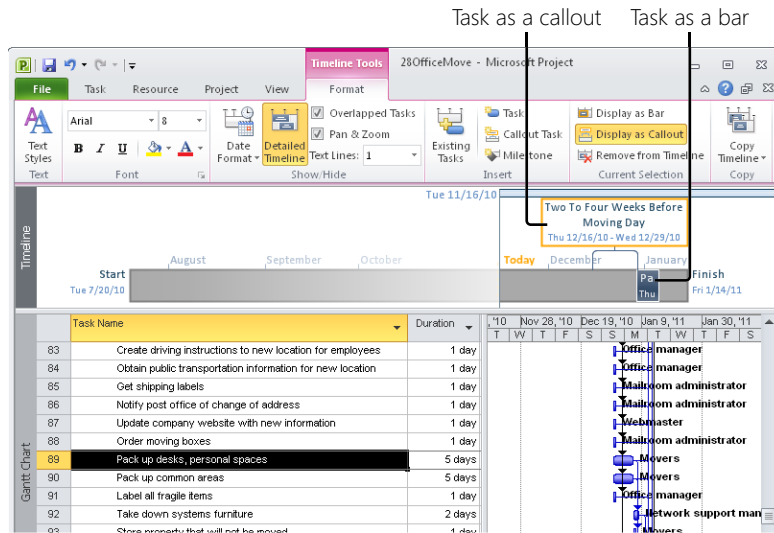 Task as a callout Task as a bar
Timeline Tools 28OfficeMove - Microsoft Project
File Task Resource Project View Format
Arial 8 Overlapped Tasks Task Display as Bar
Text Styles B I U A Date Format Detailed Timeline Pan & Zoom Existing Tasks Callout Task Display as Callout Copy Timeline
Text Lines: 1 Milestone Remove from Timeline
Text Font Show/Hide Insert Current Selection Copy
Tue 11/16/10
Two To Four Weeks Before
Moving Day
Thu 12/16/10 - Wed 12/29/10
Timeline
August September October Today December January
Start Pa Finish
Tue 7/20/10 Thu Fri 1/14/11
Task Name Duration , '10 Nov 28, '10 Dec 19, '10 Jan 9, '11 Jan 30, '11
T W T F S S M T W T F S
83 Create driving instructions to new location for employees 1 day Office manager
84 Obtain public transportation information for new location 1 day Office manager
85 Get shipping labels 1 day Mailroom administrator
86 Notify post office of change of address 1 day Mailroom administrator
87 Update company website with new information 1 day Webmaster
88 Order moving boxes 1 day Mailroom administrator
89 Pack up desks, personal spaces 5 days Movers
90 Pack up common areas 5 days Movers
91 Label all fragile items 1 day Office manager
92 Take down systems furniture 2 days Network support man
93 Store property that will not be moved 1 day Movers
Gantt Chart